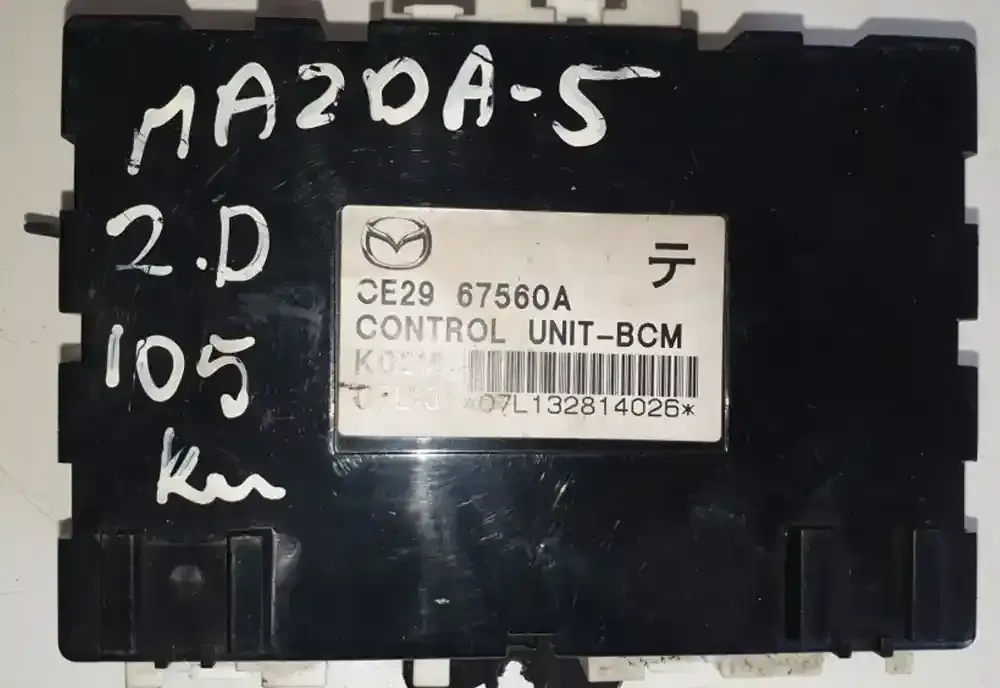 MAZDA-5
2.D
105
km
テ
CE29 67560A
CONTROL UNIT-BCM
*07L132814026*